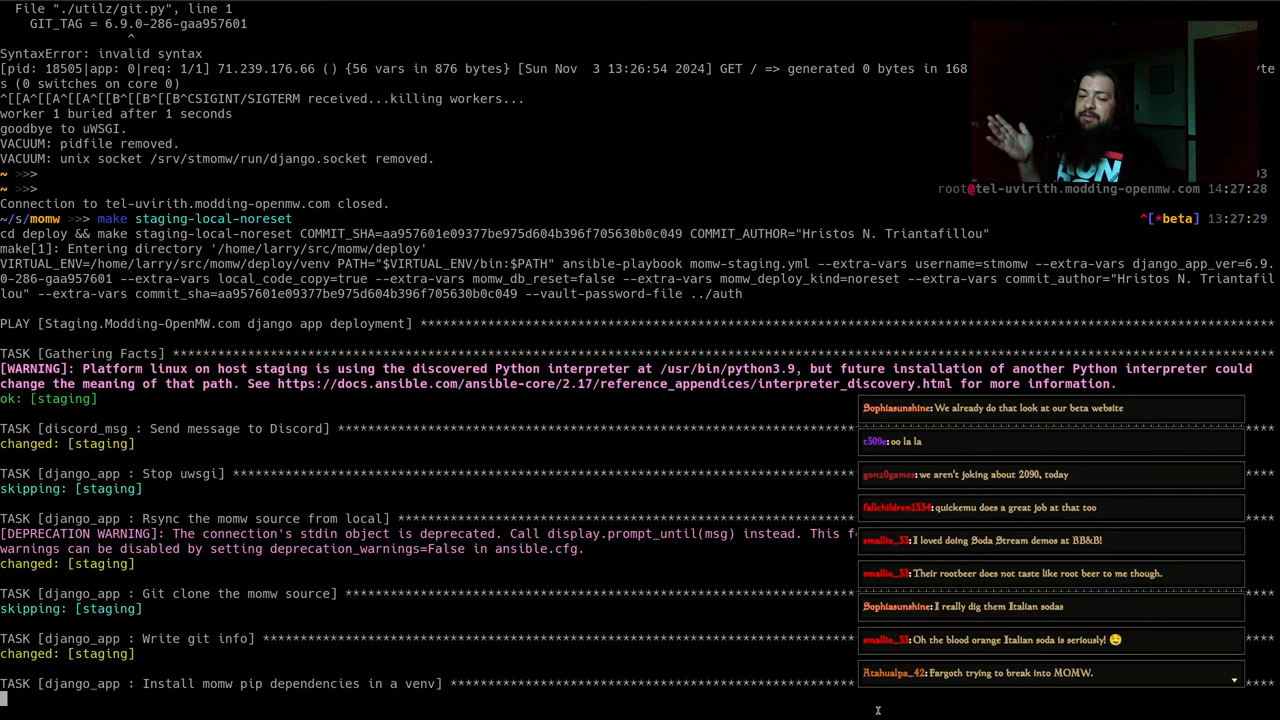 File "./utilz/git.py", line 1
GIT_TAG = 6.9.0-286-gaa957601
^
SyntaxError: invalid syntax
[pid: 18505|app: 0|req: 1/1] 71.239.176.66 () {56 vars in 876 bytes} [Sun Nov  3 13:26:54 2024] GET / => generated 0 bytes in 168
s (0 switches on core 0)
^[[A^[[A^[[A^[[B^[[B^[[B^CSIGINT/SIGTERM received...killing workers...
worker 1 buried after 1 seconds
goodbye to uWSGI.
VACUUM: pidfile removed.
VACUUM: unix socket /srv/stmomw/run/django.socket removed.
~ >>>
~ >>>
root@tel-uvirith.modding-openmw.com 14:27:28
Connection to tel-uvirith.modding-openmw.com closed.
~/s/momw >>> make staging-local-noreset ^[*beta] 13:27:29
cd deploy && make staging-local-noreset COMMIT_SHA=aa957601e09377be975d604b396f705630b0c049 COMMIT_AUTHOR="Hristos N. Triantafillou"
make[1]: Entering directory '/home/larry/src/momw/deploy'
VIRTUAL_ENV=/home/larry/src/momw/deploy/venv PATH="$VIRTUAL_ENV/bin:$PATH" ansible-playbook momw-staging.yml --extra-vars username=stmomw --extra-vars django_app_ver=6.9.
0-286-gaa957601 --extra-vars local_code_copy=true --extra-vars momw_db_reset=false --extra-vars momw_deploy_kind=noreset --extra-vars commit_author="Hristos N. Triantafil
lou" --extra-vars commit_sha=aa957601e09377be975d604b396f705630b0c049 --vault-password-file ../auth
PLAY [Staging.Modding-OpenMW.com django app deployment]
TASK [Gathering Facts]
[WARNING]: Platform linux on host staging is using the discovered Python interpreter at /usr/bin/python3.9, but future installation of another Python interpreter could
change the meaning of that path. See https://docs.ansible.com/ansible-core/2.17/reference_appendices/interpreter_discovery.html for more information.
ok: [staging]
TASK [discord_msg : Send message to Discord]
changed: [staging]
TASK [django_app : Stop uwsgi]
skipping: [staging]
TASK [django_app : Rsync the momw source from local]
[DEPRECATION WARNING]: The connection's stdin object is deprecated. Call display.prompt_until(msg) instead. This f
warnings can be disabled by setting deprecation_warnings=False in ansible.cfg.
changed: [staging]
TASK [django_app : Git clone the momw source]
skipping: [staging]
TASK [django_app : Write git info]
changed: [staging]
TASK [django_app : Install momw pip dependencies in a venv]
Sophiasunshine: We already do that look at our beta website
r309e: oo la la
gonz0games: we aren't joking about 2090, today
fallchildren1334: quickemu does a great job at that too
smallio_33: I loved doing Soda Stream demos at BB&B!
smallio_33: Their rootbeer does not taste like root beer to me though.
Sophiasunshine: I really dig them Italian sodas
smallio_33: Oh the blood orange Italian soda is seriously! 😏
Atahualpa_42: Fargoth trying to break into MOMW.